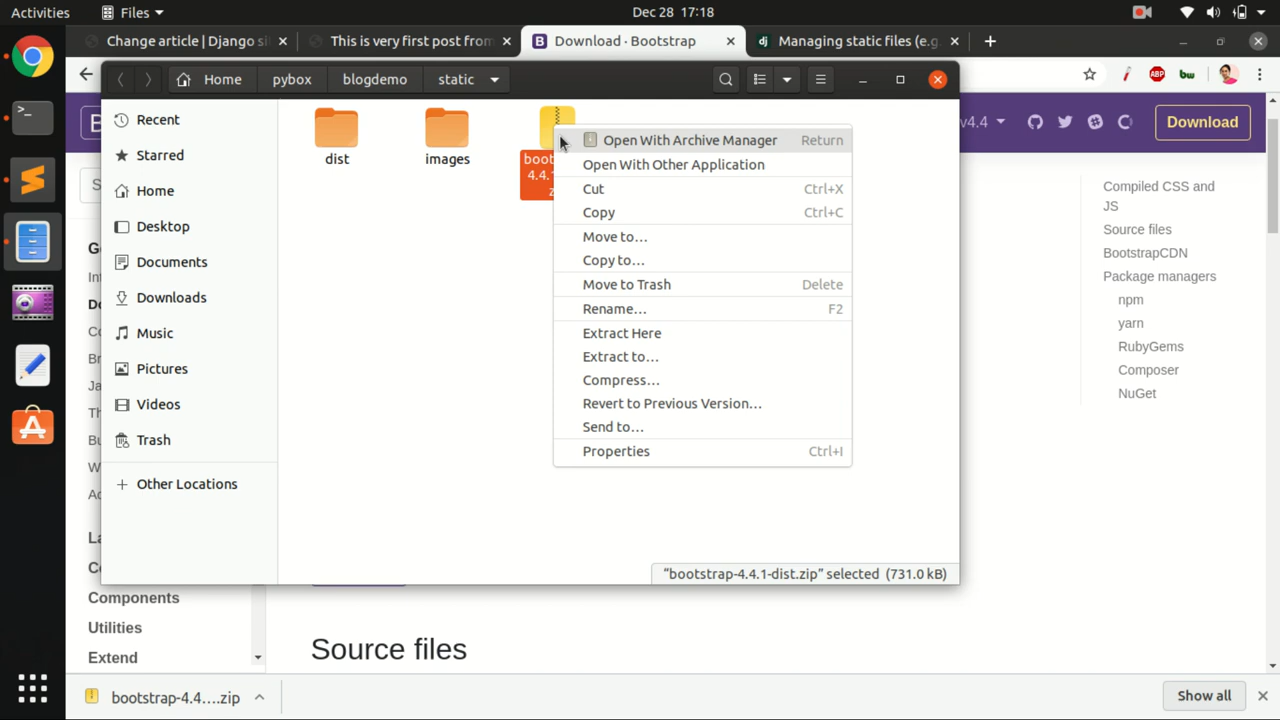 Activities
Files
Dec 28 17:18
Change article | Django si
This is very first post from
B Download · Bootstrap
dj Managing static files (e.g.
Home
pybox
blogdemo
static
ABP
bw
B
v4.4
Download
Recent
Starred
Home
Desktop
Documents
Downloads
Music
Pictures
Videos
Trash
+ Other Locations
dist
images
Open With Archive Manager Return
Open With Other Application
Cut Ctrl+X
Copy Ctrl+C
Move to…
Copy to…
Move to Trash Delete
Rename… F2
Extract Here
Extract to…
Compress…
Revert to Previous Version…
Send to…
Properties Ctrl+I
"bootstrap-4.4.1-dist.zip" selected (731.0 kB)
Compiled CSS and
JS
Source files
BootstrapCDN
Package managers
npm
yarn
RubyGems
Composer
NuGet
Components
Utilities
Extend
Source files
bootstrap-4.4….zip
Show all